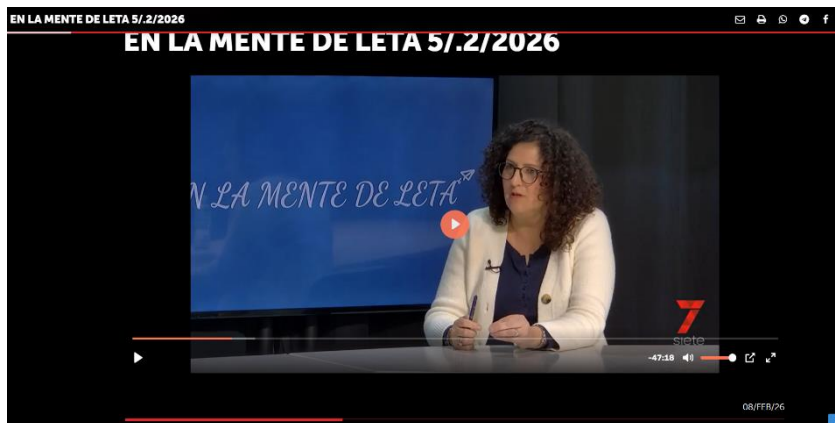 EN LA MENTE DE LETA 5/.2/2026
EN LA MENTE DE LETA 5/.2/2026
N LA MENTE DE LETA
7
siete
-47:18
08/FEB/26